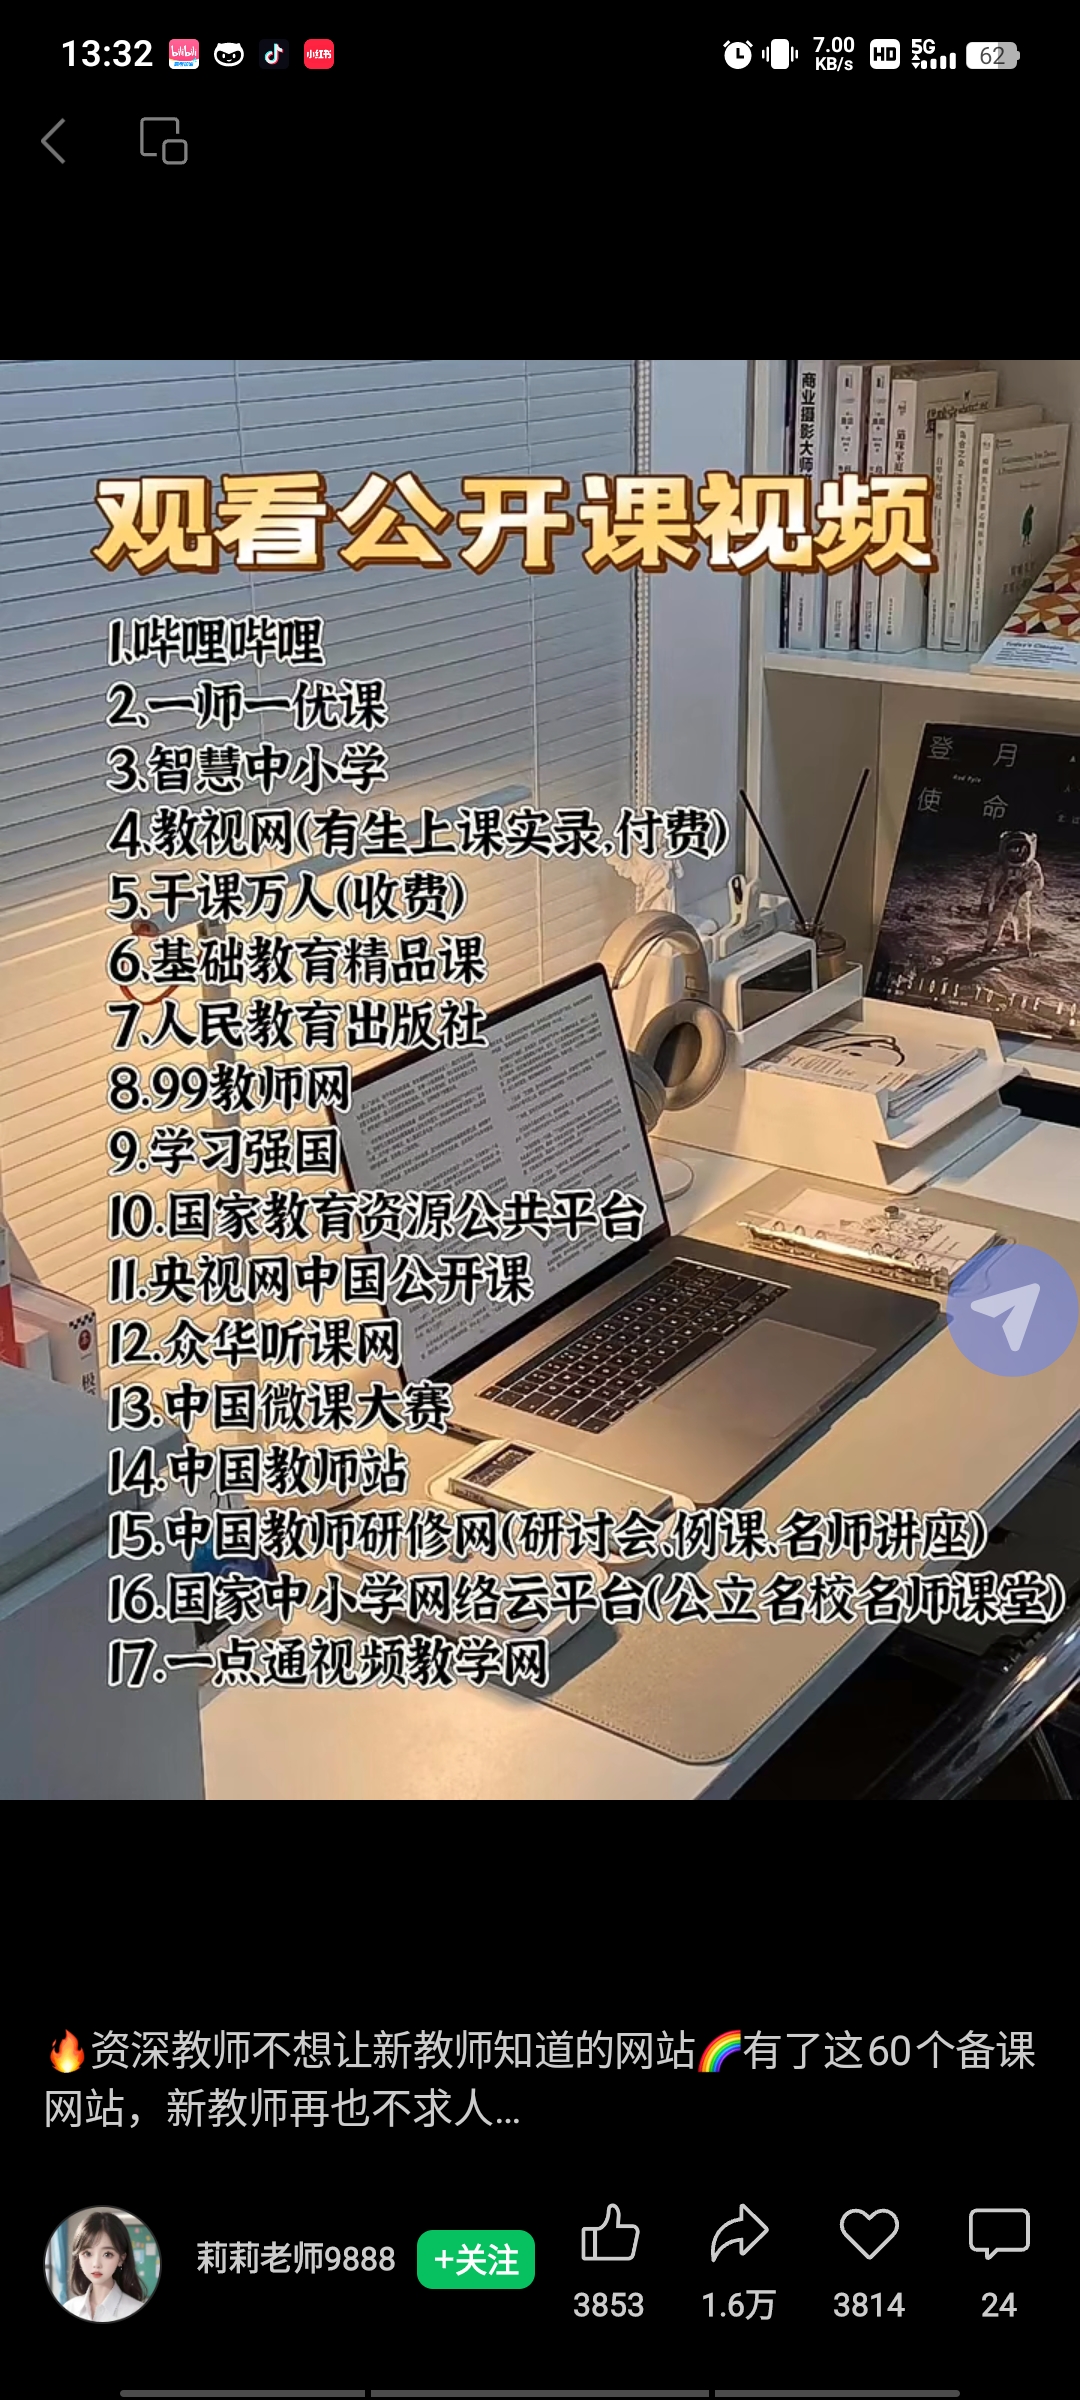 13:32
7.00
KB/s
HD
5G
62
商业摄影大师
登月
使命
观看公开课视频
1.哔哩哔哩
2.一师一优课
3.智慧中小学
4.教视网(有生上课实录,付费)
5.千课万人(收费)
6.基础教育精品课
7.人民教育出版社
8.99教师网
9.学习强国
10.国家教育资源公共平台
11.央视网中国公开课
12.众华听课网
13.中国微课大赛
14.中国教师站
15.中国教师研修网(研讨会、例课、名师讲座)
16.国家中小学网络云平台(公立名校名师课堂)
17.一点通视频教学网
🔥资深教师不想让新教师知道的网站🌈有了这60个备课
网站，新教师再也不求人...
莉莉老师9888
+关注
3853
1.6万
3814
24